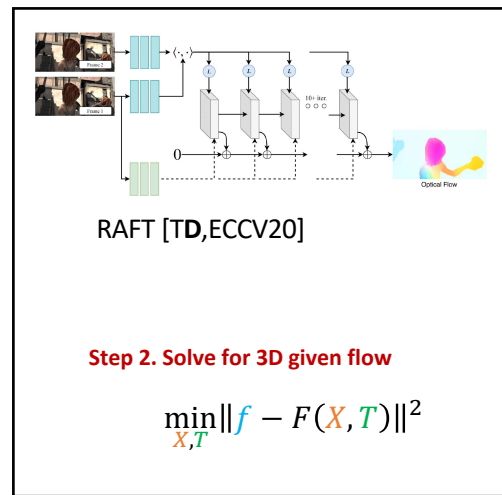 Frame 2
⟨·,·⟩
L L L L
Frame 1
10+ iter.
0
Optical Flow
RAFT [TD,ECCV20]
Step 2. Solve for 3D given flow
min‖f − F(X, T)‖²
X,T